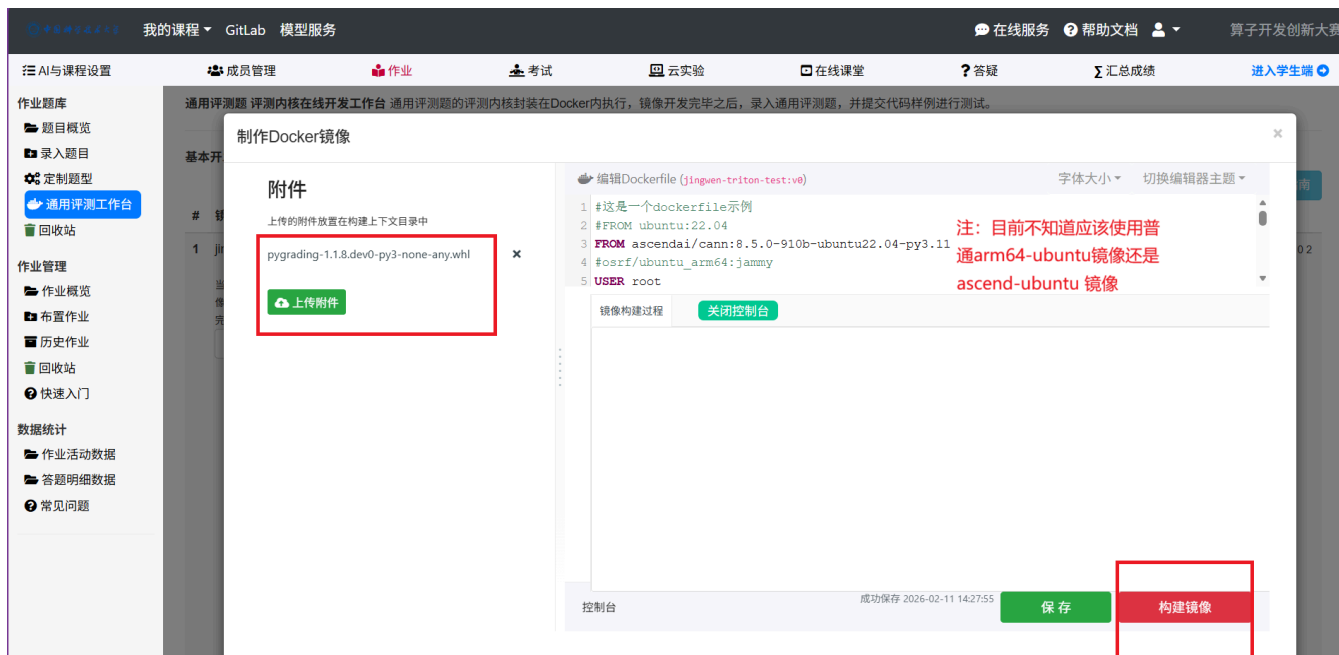 我的课程 GitLab 模型服务 在线服务 帮助文档 算子开发创新大赛
AI与课程设置 成员管理 作业 考试 云实验 在线课堂 答疑 汇总成绩 进入学生端
作业题库
题目概览
录入题目
定制题型
通用评测工作台
回收站
作业管理
作业概览
布置作业
历史作业
回收站
快速入门
数据统计
作业活动数据
答题明细数据
常见问题
通用评测题 评测内核在线开发工作台 通用评测题的评测内核封装在Docker内执行，镜像开发完毕之后，录入通用评测题，并提交代码样例进行测试。
基本开
南
# 镜
1 jin
0 2
当
像
完
制作Docker镜像 ×
附件
上传的附件放置在构建上下文目录中
pygrading-1.1.8.dev0-py3-none-any.whl ×
上传附件
编辑Dockerfile (jingwen-triton-test:v0) 字体大小 切换编辑器主题
1 #这是一个dockerfile示例
2 #FROM ubuntu:22.04
3 FROM ascendai/cann:8.5.0-910b-ubuntu22.04-py3.11
4 #osrf/ubuntu_arm64:jammy
5 USER root
注：目前不知道应该使用普
通arm64-ubuntu镜像还是
ascend-ubuntu 镜像
镜像构建过程 关闭控制台
控制台 成功保存 2026-02-11 14:27:55 保存 构建镜像